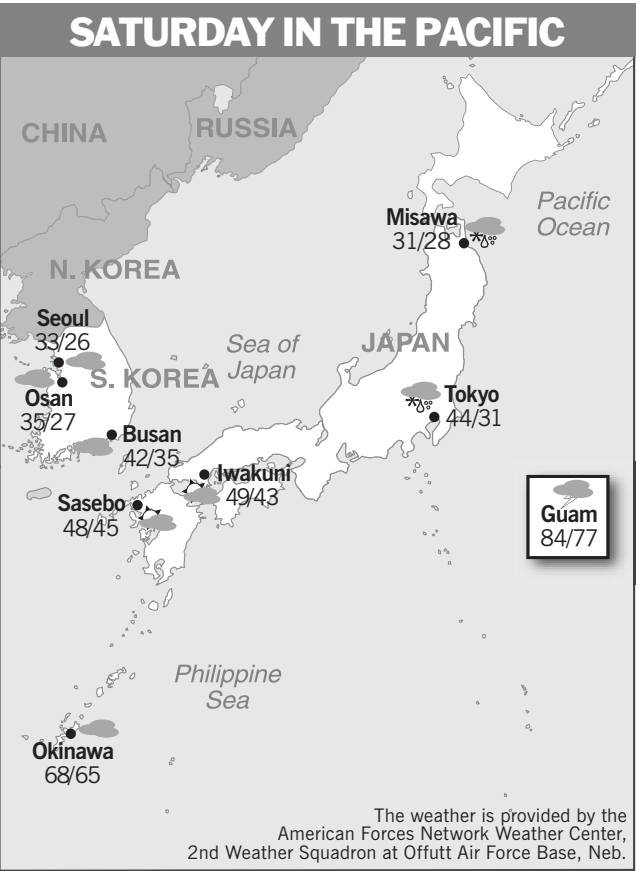 SATURDAY IN THE PACIFIC
CHINA
RUSSIA
Pacific
Ocean
Misawa
31/28
N. KOREA
Seoul
33/26
Sea of
Japan
JAPAN
S. KOREA
Osan
35/27
Tokyo
44/31
Busan
42/35
Iwakuni
49/43
Sasebo
48/45
Guam
84/77
Philippine
Sea
Okinawa
68/65
The weather is provided by the
American Forces Network Weather Center,
2nd Weather Squadron at Offutt Air Force Base, Neb.